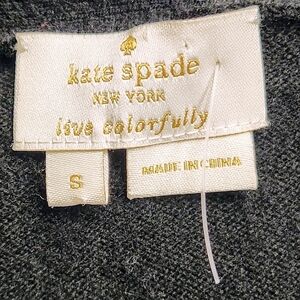 kate spade
NEW YORK
live colorfully
S
MADE IN CHINA